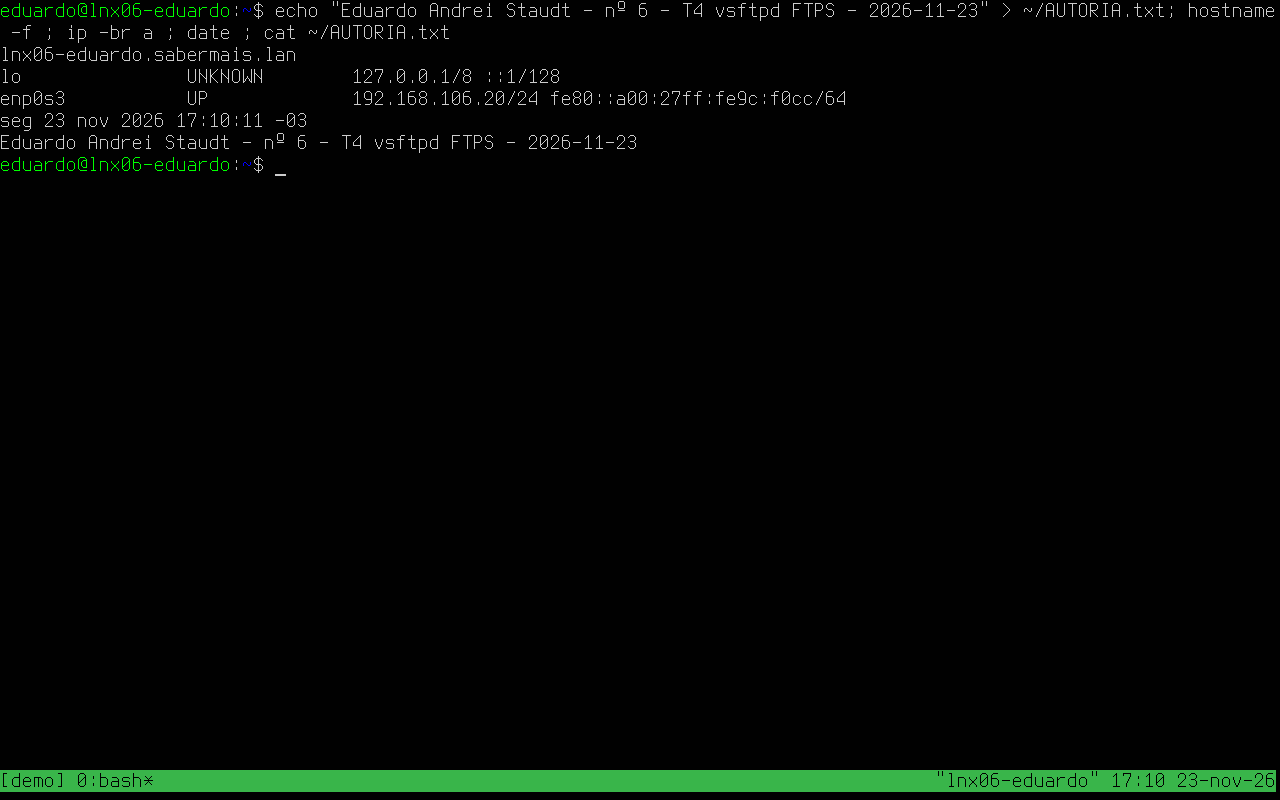 eduardo@lnx06-eduardo:~$ echo "Eduardo Andrei Staudt - nº 6 - T4 vsftpd FTPS - 2026-11-23" > ~/AUTORIA.txt; hostname
 -f ; ip -br a ; date ; cat ~/AUTORIA.txt
lnx06-eduardo.sabermais.lan
lo               UNKNOWN        127.0.0.1/8 ::1/128
enp0s3           UP             192.168.106.20/24 fe80::a00:27ff:fe9c:f0cc/64
seg 23 nov 2026 17:10:11 -03
Eduardo Andrei Staudt - nº 6 - T4 vsftpd FTPS - 2026-11-23
eduardo@lnx06-eduardo:~$ _
[demo] 0:bash* "lnx06-eduardo" 17:10 23-nov-26